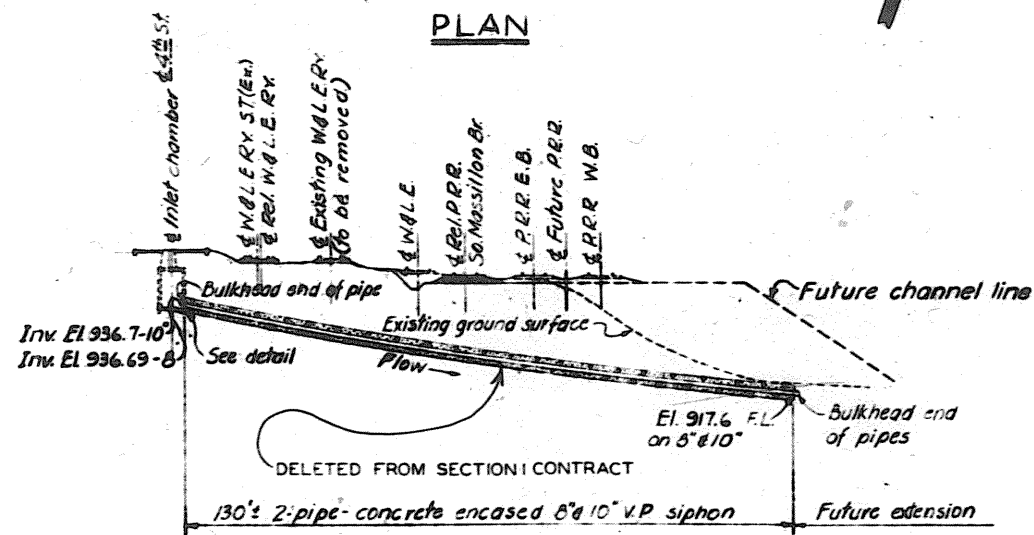 PLAN
℄ Inlet chamber ℄ 4th St.
℄ W.&L.E Ry. S.T.(Ex.)
℄ Rel. W.&L.E. Ry.
℄ Existing W&L.E Ry.
(to be removed)
℄ W.&L.E.
℄ Rel. P.R.R.
So. Massillon Br.
℄ P.R.R. E.B.
℄ Future P.R.R.
℄ P.R.R. W.B.
Bulkhead end of pipe
Future channel line
Existing ground surface
Inv. El. 936.7-10"
Inv. El. 936.69-8
See detail
Flow
El. 917.6 F.L.
on 8" & 10"
Bulkhead end
of pipes
DELETED FROM SECTION 1 CONTRACT
130'± 2-pipe-concrete encased 8"&10" V.P. siphon
Future extension